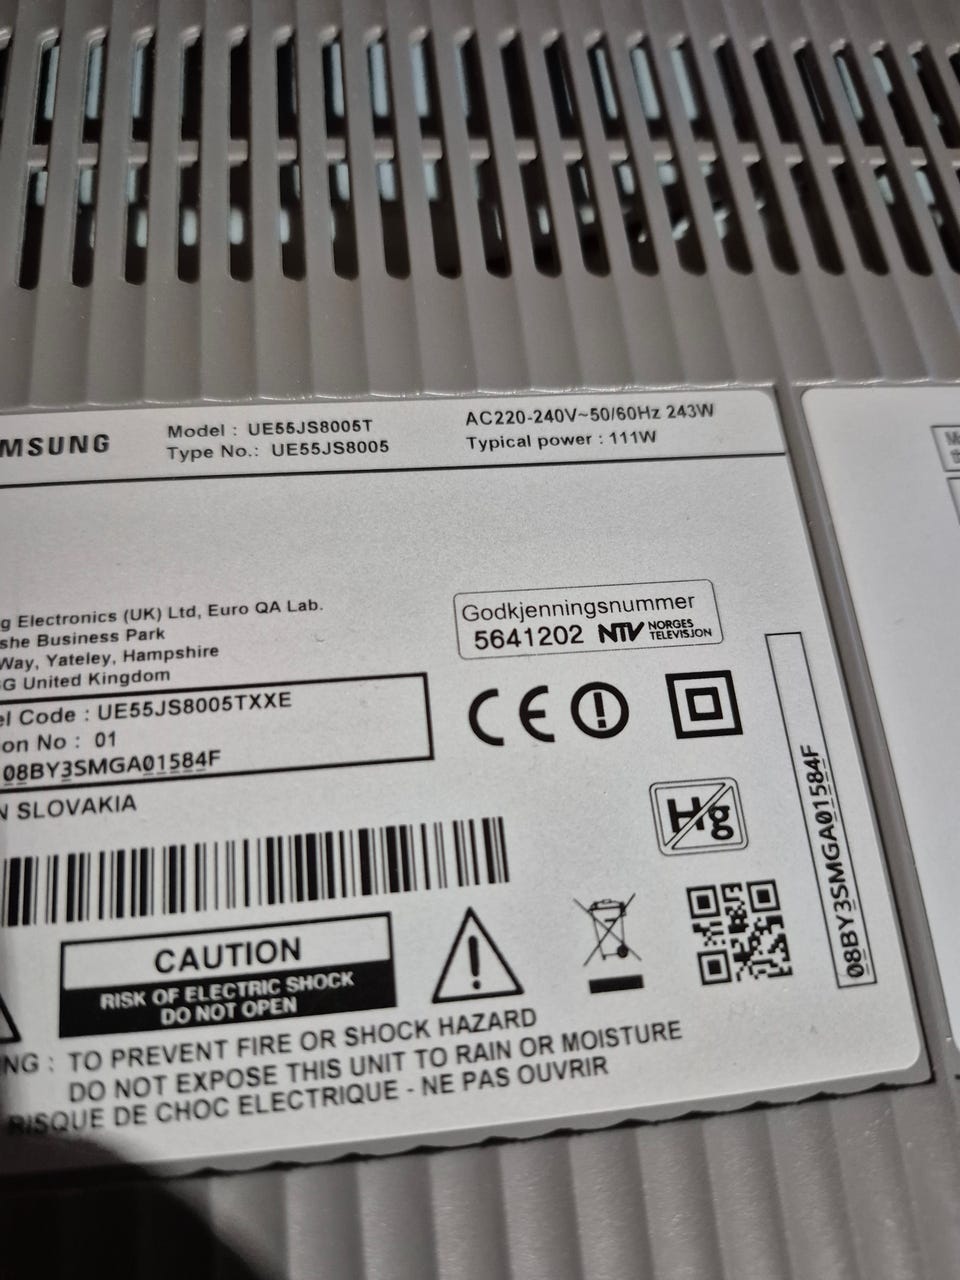 MSUNG
Model : UE55JS8005T
Type No.: UE55JS8005
AC220-240V~50/60Hz 243W
Typical power : 111W
g Electronics (UK) Ltd, Euro QA Lab.
she Business Park
Way, Yateley, Hampshire
G United Kingdom
Godkjenningsnummer
5641202 NTV NORGES
TELEVISJON
el Code : UE55JS8005TXXE
on No : 01
08BY3SMGA01584F
N SLOVAKIA
CE
Hg
08BY3SMGA01584F
CAUTION
RISK OF ELECTRIC SHOCK
DO NOT OPEN
NG : TO PREVENT FIRE OR SHOCK HAZARD
DO NOT EXPOSE THIS UNIT TO RAIN OR MOISTURE
RISQUE DE CHOC ELECTRIQUE - NE PAS OUVRIR